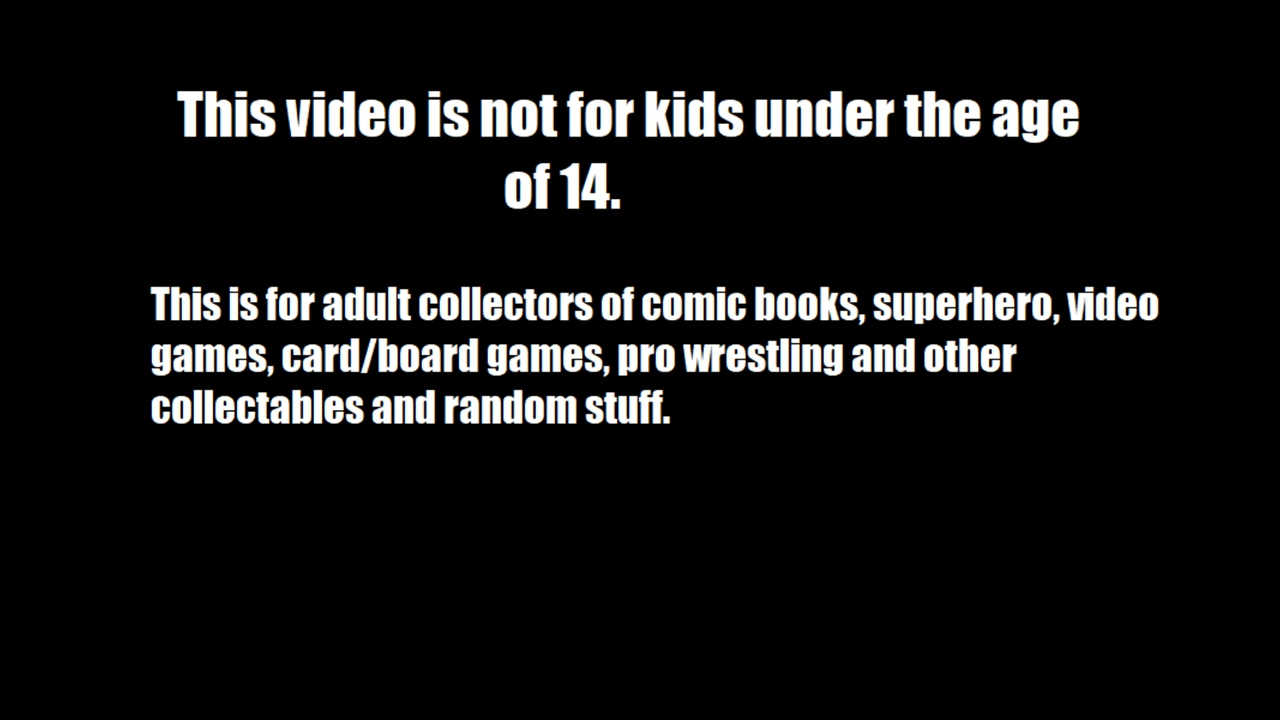 This video is not for kids under the age
of 14.
This is for adult collectors of comic books, superhero, video
games, card/board games, pro wrestling and other
collectables and random stuff.